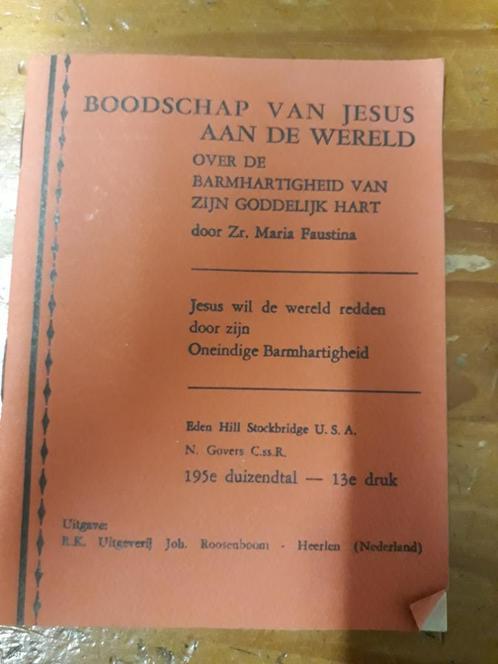 BOODSCHAP VAN JESUS
AAN DE WERELD
OVER DE
BARMHARTIGHEID VAN
ZIJN GODDELIJK HART
door Zr. Maria Faustina
Jesus wil de wereld redden
door zijn
Oneindige Barmhartigheid
Eden Hill Stockbridge U. S. A.
N. Govers C.ss.R.
195e duizendtal — 13e druk
Uitgave:
R.K. Uitgeverij Joh. Roosenboom - Heerlen (Nederland)